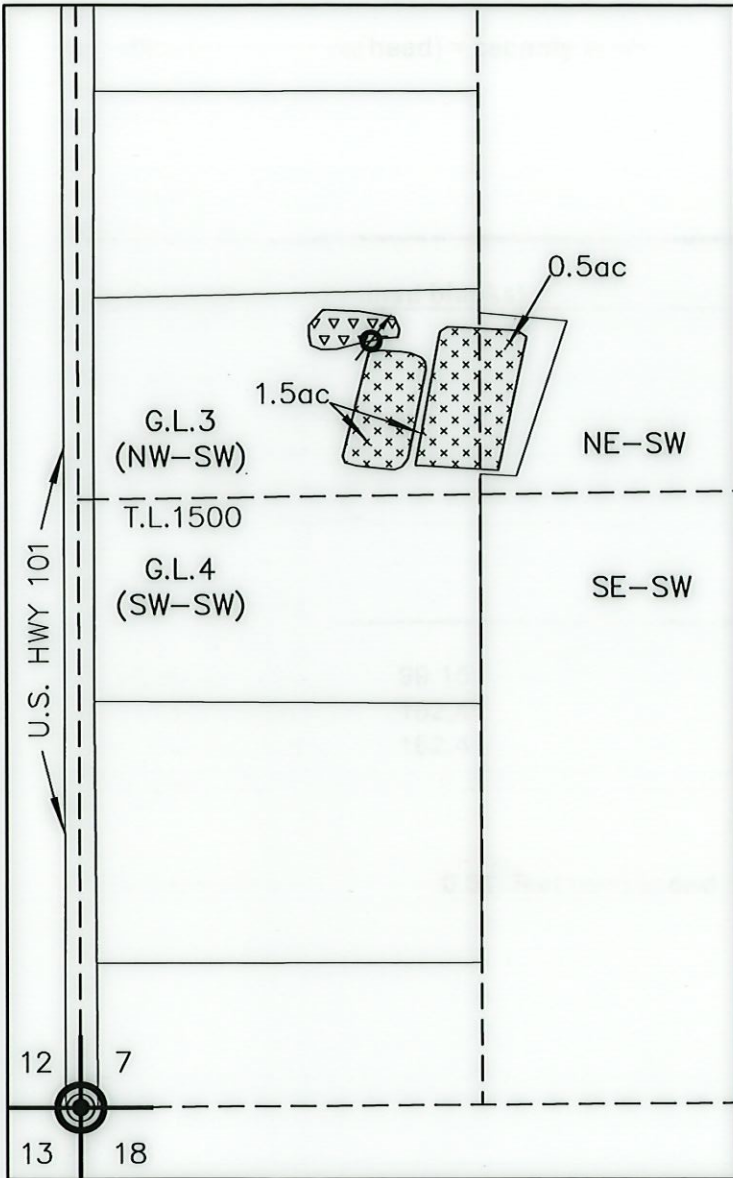 0.5ac
1.5ac
G.L.3
(NW-SW)
NE-SW
T.L.1500
G.L.4
(SW-SW)
SE-SW
U.S. HWY 101
12 7
13 18